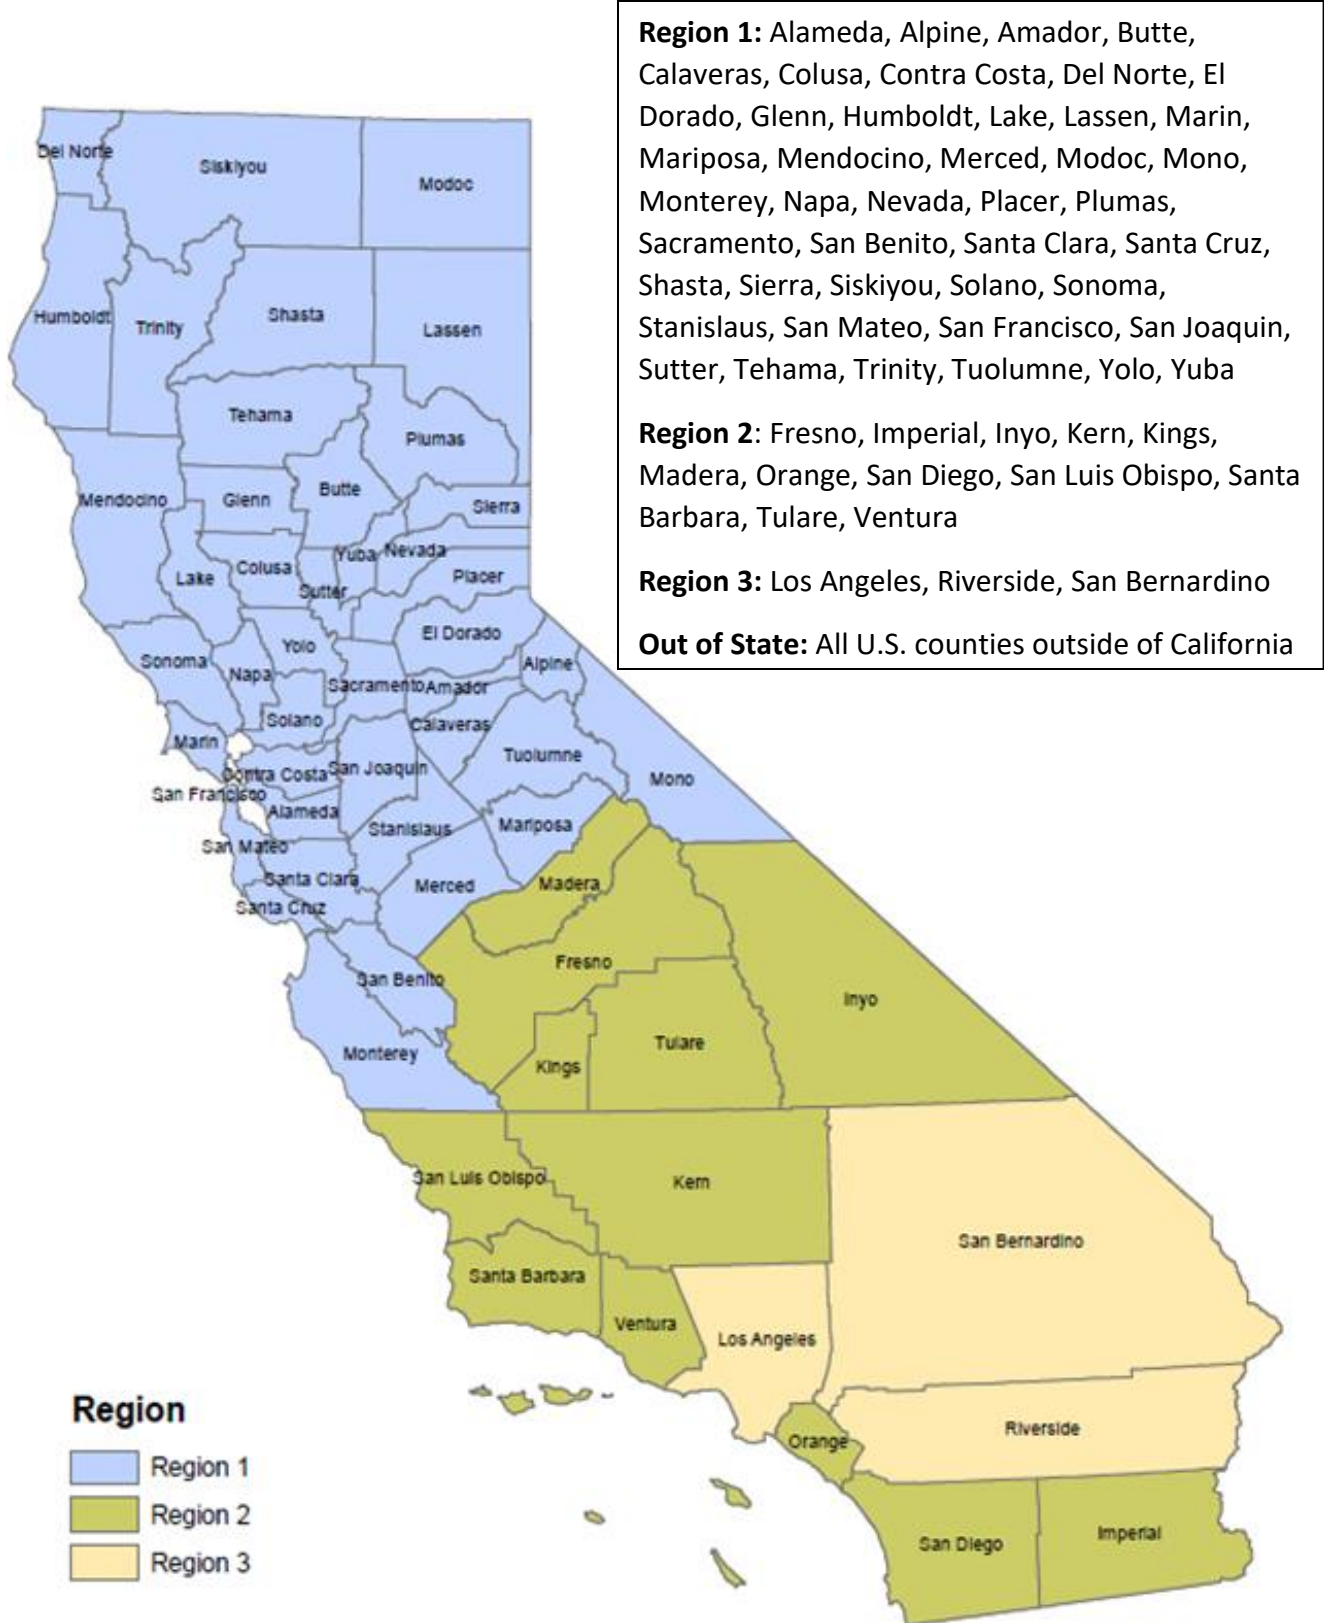 Region 1: Alameda, Alpine, Amador, Butte,
Calaveras, Colusa, Contra Costa, Del Norte, El
Dorado, Glenn, Humboldt, Lake, Lassen, Marin,
Mariposa, Mendocino, Merced, Modoc, Mono,
Monterey, Napa, Nevada, Placer, Plumas,
Sacramento, San Benito, Santa Clara, Santa Cruz,
Shasta, Sierra, Siskiyou, Solano, Sonoma,
Stanislaus, San Mateo, San Francisco, San Joaquin,
Sutter, Tehama, Trinity, Tuolumne, Yolo, Yuba
Region 2: Fresno, Imperial, Inyo, Kern, Kings,
Madera, Orange, San Diego, San Luis Obispo, Santa
Barbara, Tulare, Ventura
Region 3: Los Angeles, Riverside, San Bernardino
Out of State: All U.S. counties outside of California
Del Norte
Siskiyou
Modoc
Humboldt
Trinity
Shasta
Lassen
Tehama
Plumas
Mendocino
Glenn
Butte
Sierra
Lake
Colusa
Sutter
Yuba
Nevada
Placer
Sonoma
Napa
Yolo
El Dorado
Alpine
Sacramento
Amador
Solano
Calaveras
Marin
Contra Costa
San Joaquin
Tuolumne
Mono
San Francisco
Alameda
Stanislaus
Mariposa
San Mateo
Santa Clara
Merced
Madera
Santa Cruz
Fresno
San Benito
Inyo
Monterey
Kings
Tulare
San Luis Obispo
Kern
San Bernardino
Santa Barbara
Ventura
Los Angeles
Riverside
Orange
San Diego
Imperial
Region
Region 1
Region 2
Region 3